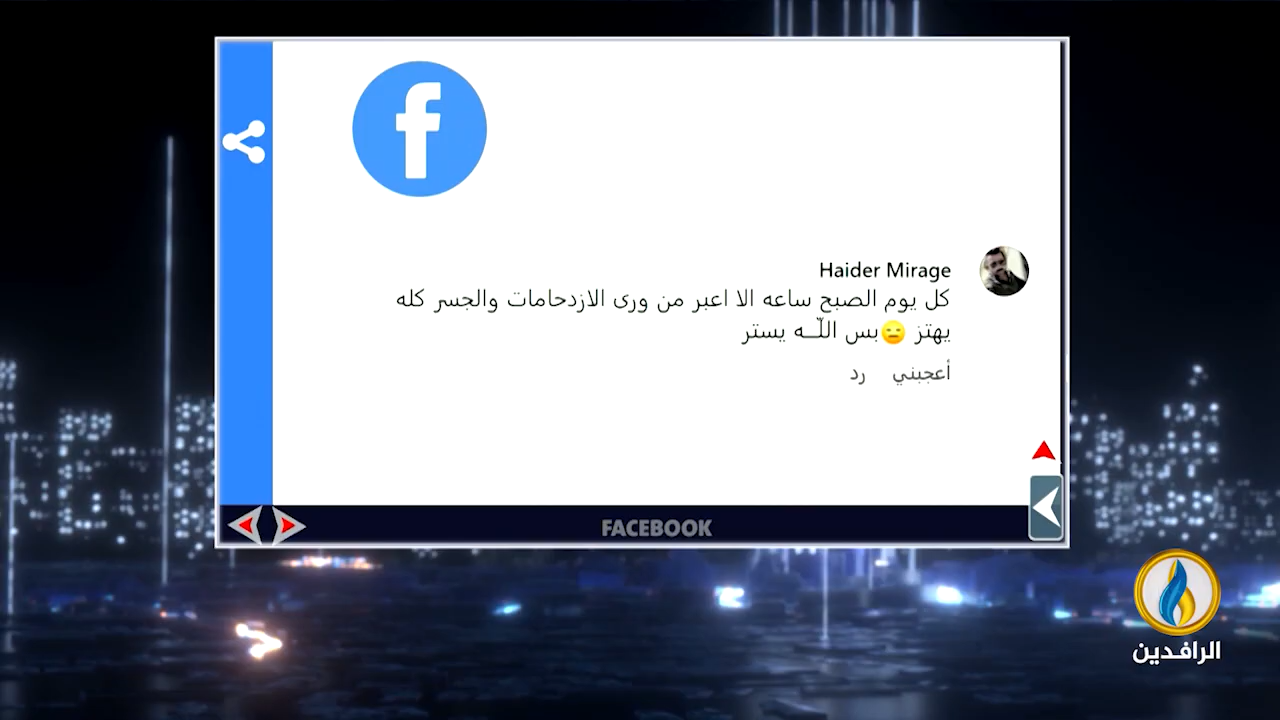 Haider Mirage
كل يوم الصبح ساعه الا اعبر من ورى الازدحامات والجسر كله
يهتز 😑بس اللّــه يستر
أعجبني رد
FACEBOOK
الرافدين